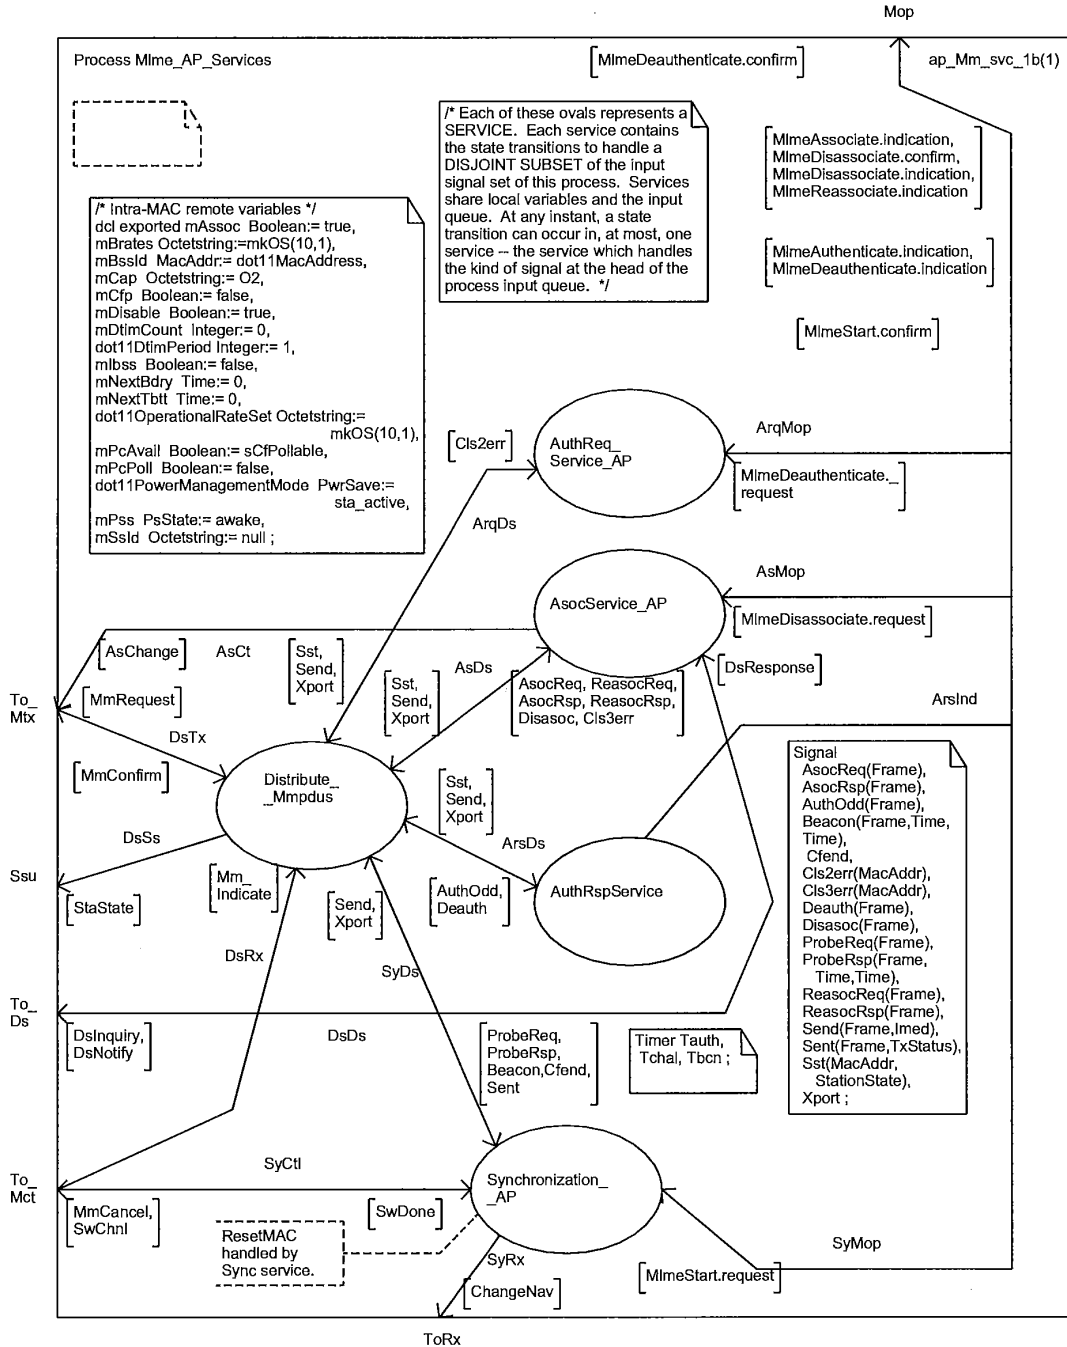 Mop
Process Mlme_AP_Services
MlmeDeauthenticate.confirm
ap_Mm_svc_1b(1)
/* Each of these ovals represents a
SERVICE. Each service contains
the state transitions to handle a
DISJOINT SUBSET of the input
signal set of this process. Services
share local variables and the input
queue. At any instant, a state
transition can occur in, at most, one
service -- the service which handles
the kind of signal at the head of the
process input queue. */
MlmeAssociate.indication,
MlmeDisassociate.confirm,
MlmeDisassociate.indication,
MlmeReassociate.indication
MlmeAuthenticate.indication,
MlmeDeauthenticate.indication
MlmeStart.confirm
/* Intra-MAC remote variables */
dcl exported mAssoc Boolean:= true,
mBrates Octetstring:=mkOS(10,1),
mBssId MacAddr:= dot11MacAddress,
mCap Octetstring:= O2,
mCfp Boolean:= false,
mDisable Boolean:= true,
mDtimCount Integer:= 0,
dot11DtimPeriod Integer:= 1,
mIbss Boolean:= false,
mNextBdry Time:= 0,
mNextTbtt Time:= 0,
dot11OperationalRateSet Octetstring:=
mkOS(10,1),
mPcAvail Boolean:= sCfPollable,
mPcPoll Boolean:= false,
dot11PowerManagementMode PwrSave:=
sta_active,
mPss PsState:= awake,
mSsId Octetstring:= null ;
Cls2err
AuthReq_
Service_AP
ArqMop
MlmeDeauthenticate._
request
ArqDs
AsMop
AsocService_AP
MlmeDisassociate.request
AsChange
AsCt
Sst,
Send,
Xport
AsDs
Sst,
Send,
Xport
AsocReq, ReasocReq,
AsocRsp, ReasocRsp,
Disasoc, Cls3err
DsResponse
To_
Mtx
MmRequest
DsTx
MmConfirm
ArsInd
Distribute_
_Mmpdus
Sst,
Send,
Xport
ArsDs
DsSs
Ssu
StaState
Mm_
Indicate
Send,
Xport
AuthOdd,
Deauth
AuthRspService
Signal
AsocReq(Frame),
AsocRsp(Frame),
AuthOdd(Frame),
Beacon(Frame,Time,
Time),
Cfend,
Cls2err(MacAddr),
Cls3err(MacAddr),
Deauth(Frame),
Disasoc(Frame),
ProbeReq(Frame),
ProbeRsp(Frame,
Time,Time),
ReasocReq(Frame),
ReasocRsp(Frame),
Send(Frame,Imed),
Sent(Frame,TxStatus),
Sst(MacAddr,
StationState),
Xport ;
DsRx
SyDs
To_
Ds
DsInquiry,
DsNotify
DsDs
ProbeReq,
ProbeRsp,
Beacon,Cfend,
Sent
Timer Tauth,
Tchal, Tbcn ;
SyCtl
To_
Mct
MmCancel,
SwChnl
SwDone
Synchronization_
_AP
ResetMAC
handled by
Sync service.
SyRx
ChangeNav
MlmeStart.request
SyMop
ToRx